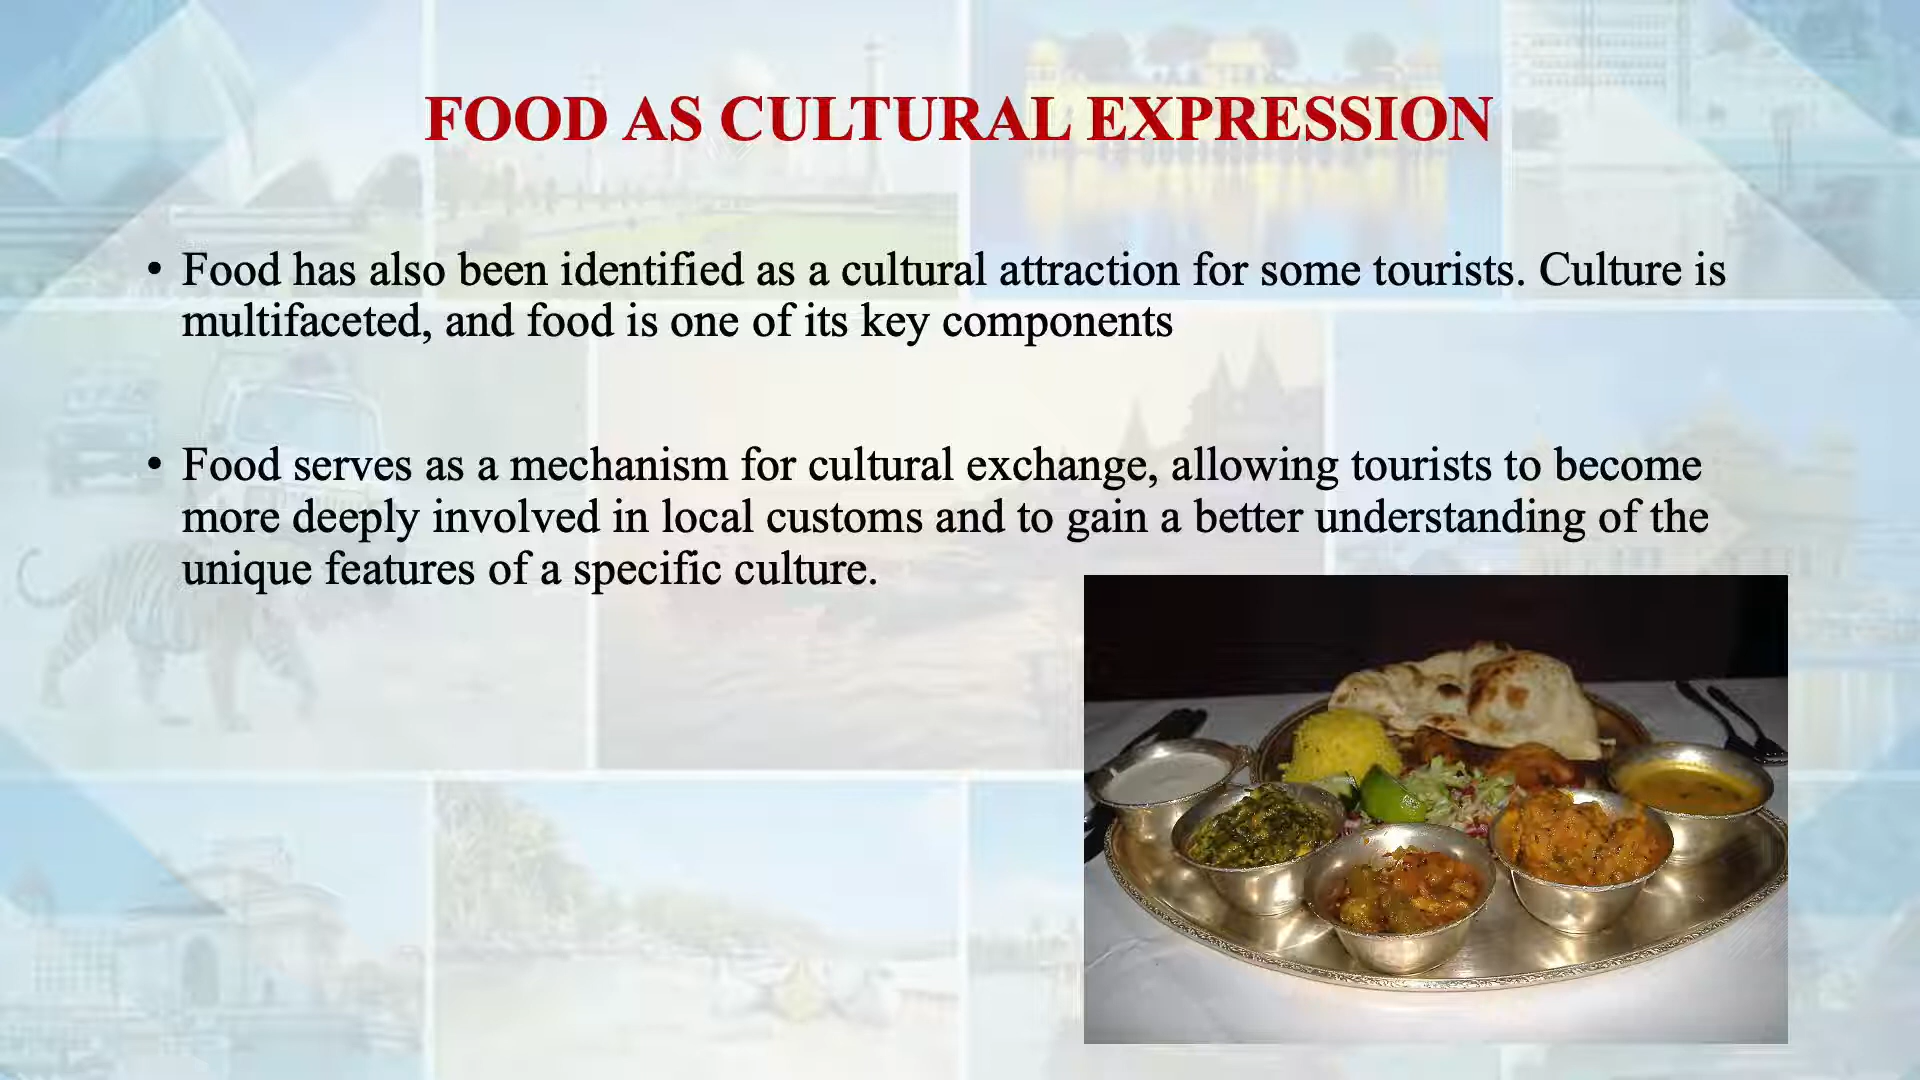 FOOD AS CULTURAL EXPRESSION
• Food has also been identified as a cultural attraction for some tourists. Culture is
multifaceted, and food is one of its key components
• Food serves as a mechanism for cultural exchange, allowing tourists to become
more deeply involved in local customs and to gain a better understanding of the
unique features of a specific culture.